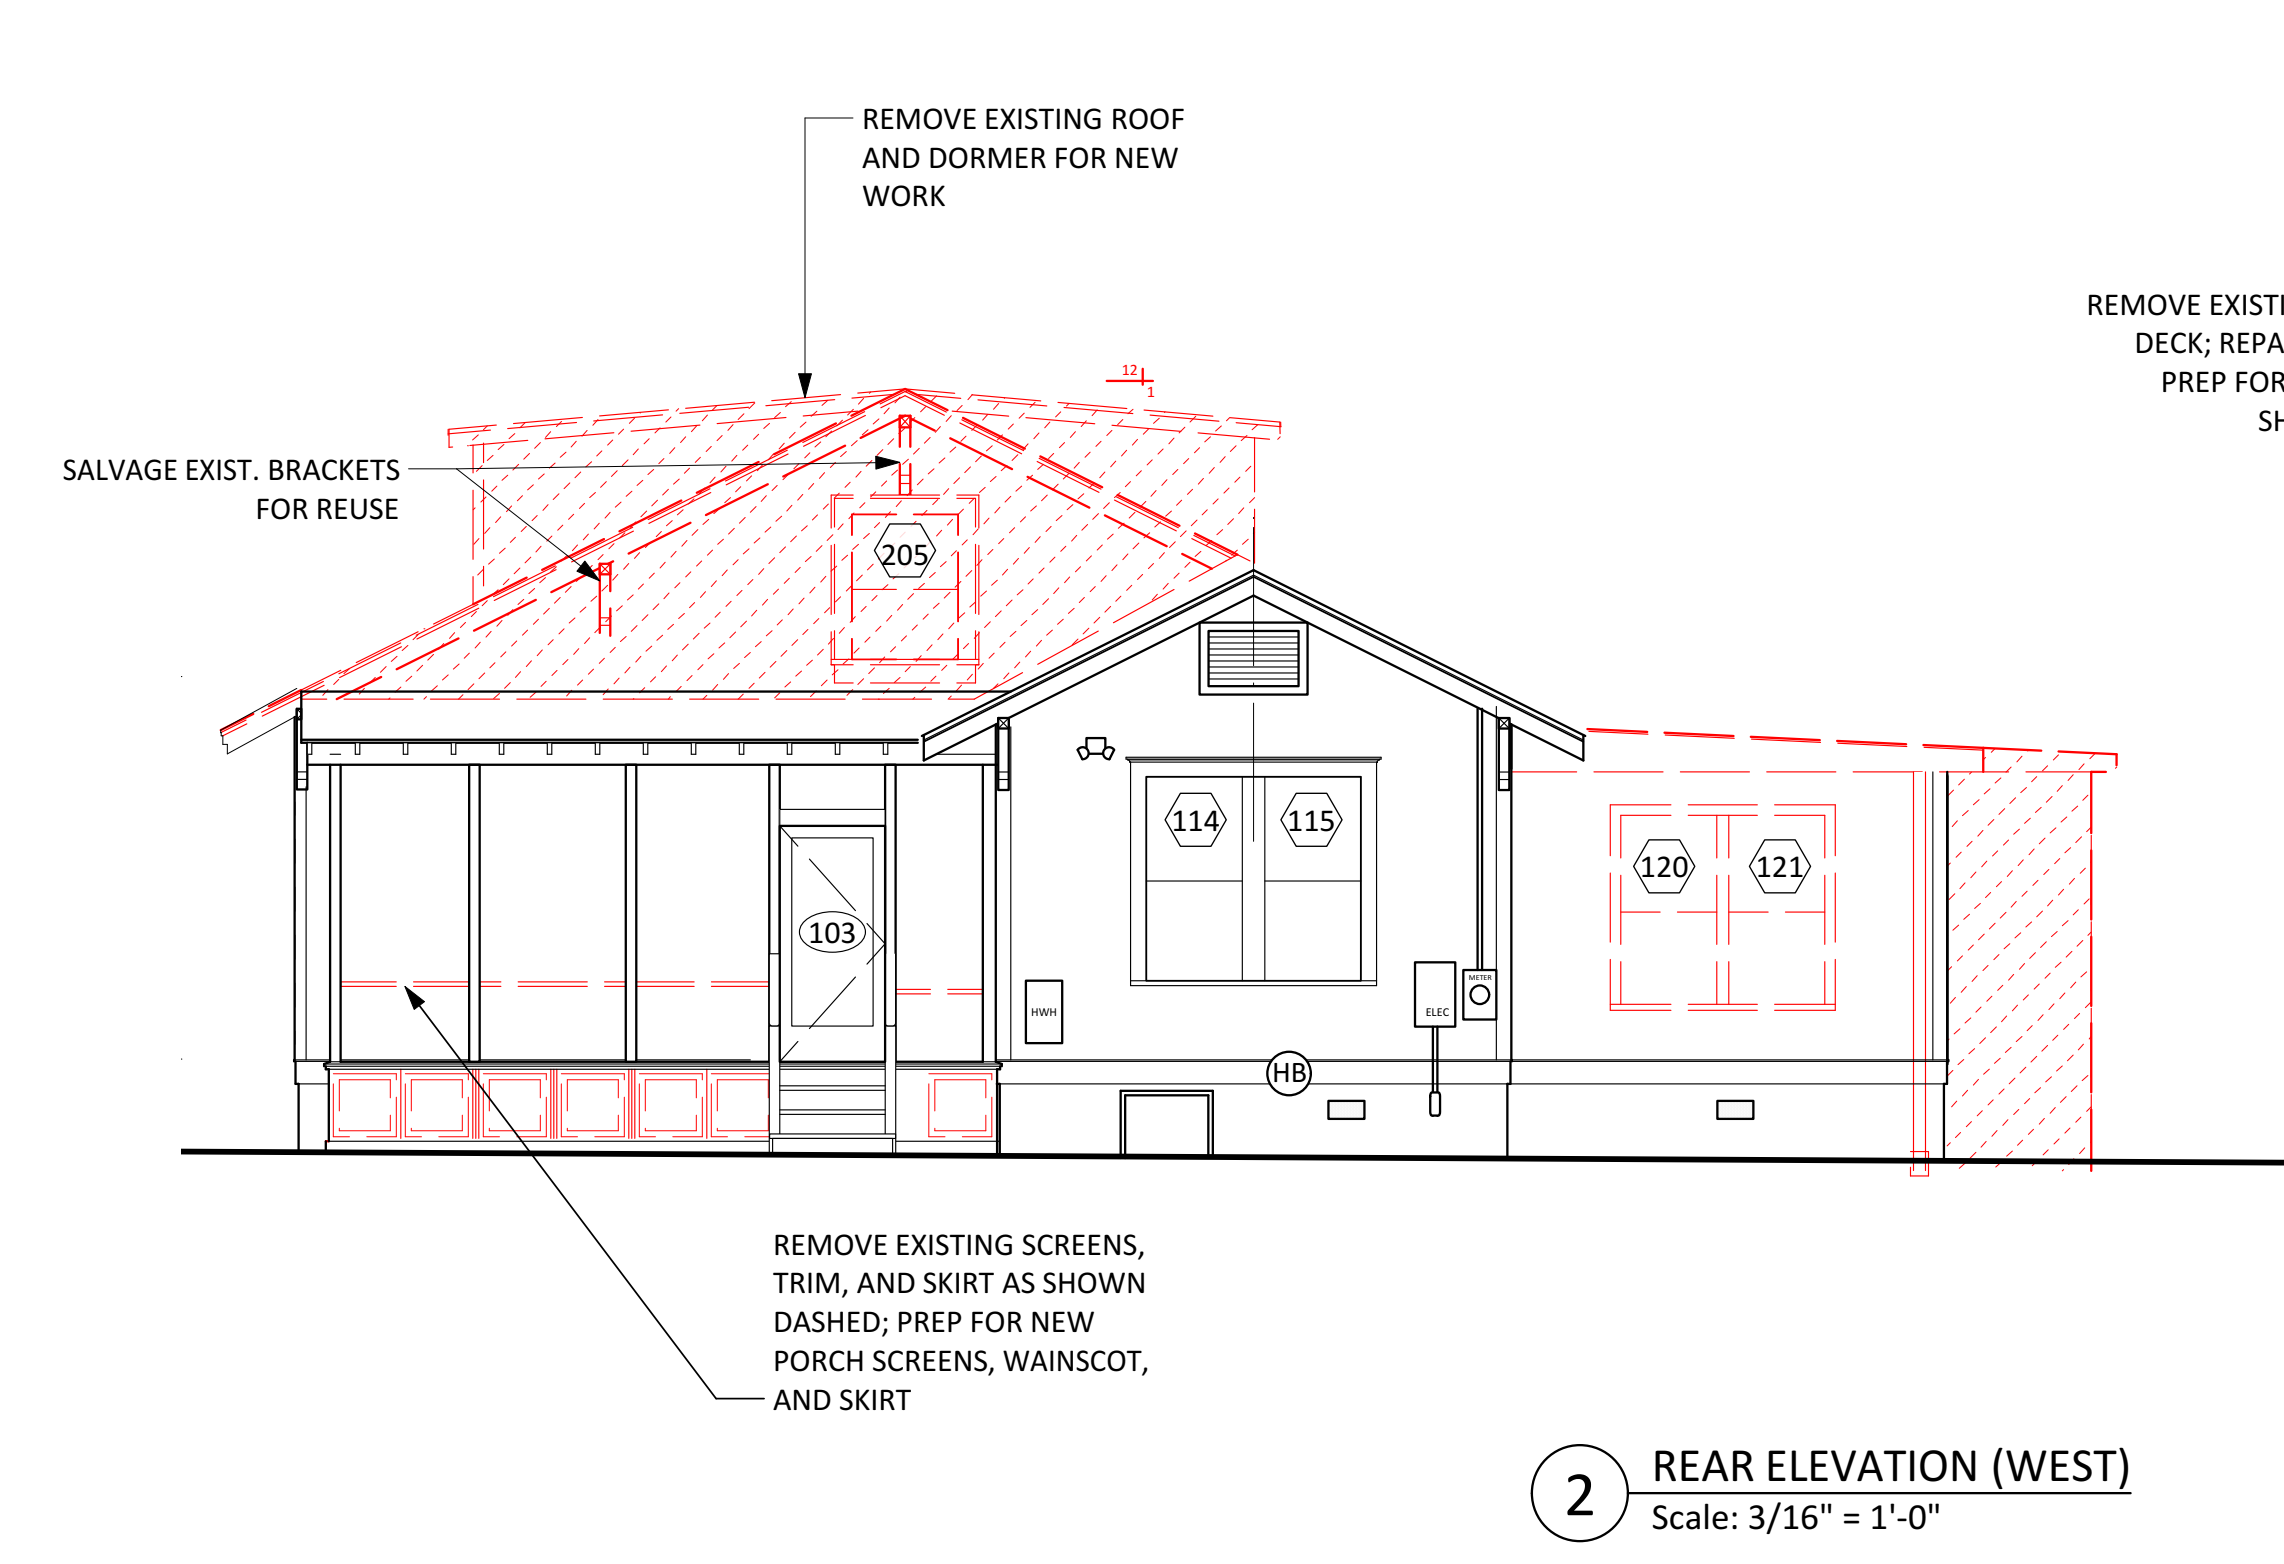 REMOVE EXISTING ROOF
AND DORMER FOR NEW
WORK
REMOVE EXISTI
DECK; REPA
PREP FOR
SH
12
1
SALVAGE EXIST. BRACKETS
FOR REUSE
205
114
115
120
121
103
METER
HWH
ELEC
HB
REMOVE EXISTING SCREENS,
TRIM, AND SKIRT AS SHOWN
DASHED; PREP FOR NEW
PORCH SCREENS, WAINSCOT,
AND SKIRT
2
REAR ELEVATION (WEST)
Scale: 3/16" = 1'-0"